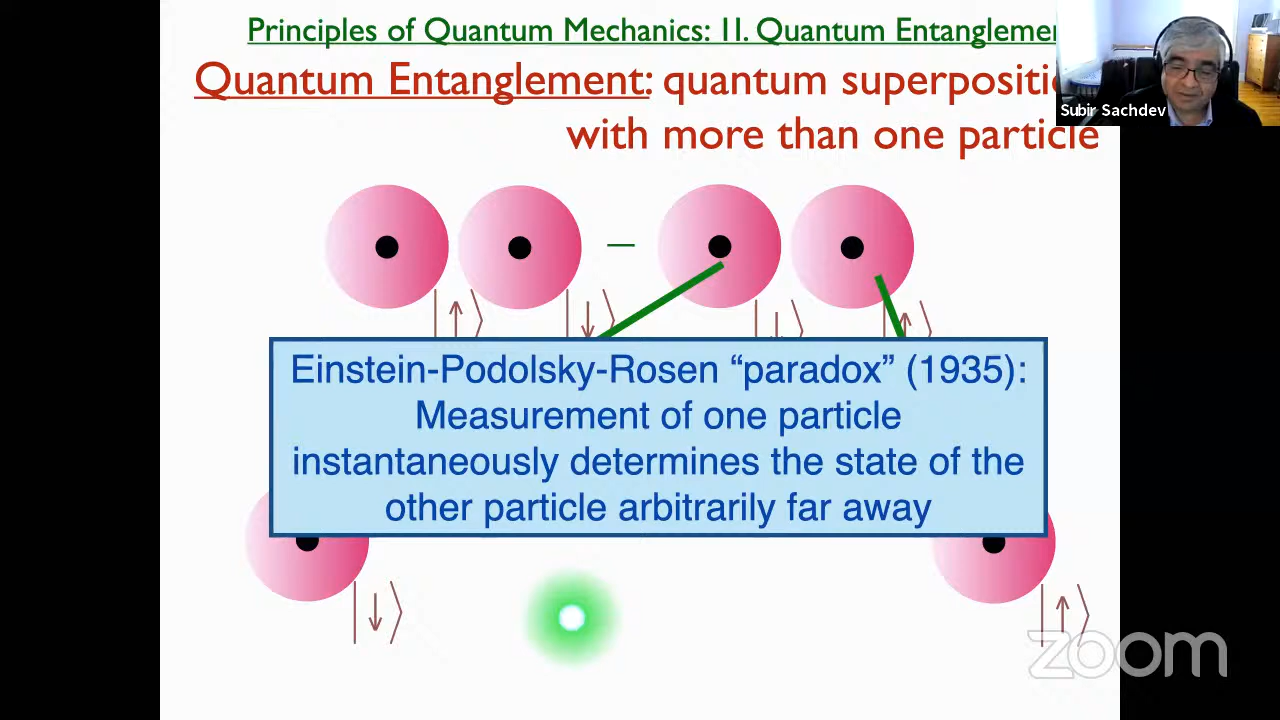 Principles of Quantum Mechanics: II. Quantum Entanglemen
Quantum Entanglement: quantum superpositi
with more than one particle
Subir Sachdev
–
|↑⟩ |↓⟩ |↓⟩ |↑⟩
Einstein-Podolsky-Rosen “paradox” (1935):
Measurement of one particle
instantaneously determines the state of the
other particle arbitrarily far away
|↓⟩ |↑⟩
zoom